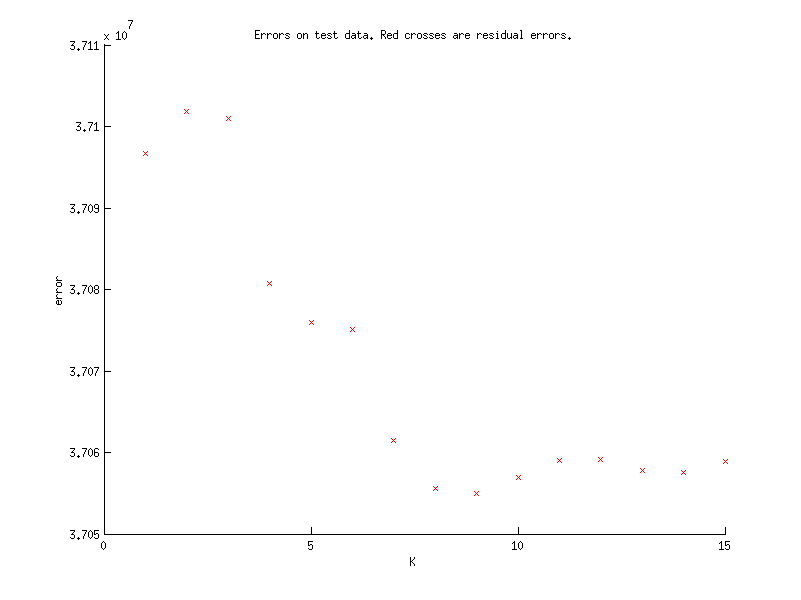 x 10^7
Errors on test data. Red crosses are residual errors.
3.711
3.71
3.709
3.708
3.707
3.706
3.705
error
0 5 10 15
K